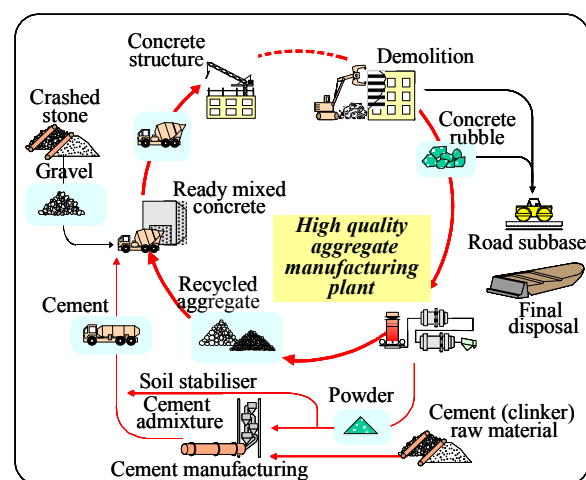 Concrete
structure
Demolition
Crashed
stone
Concrete
rubble
Gravel
Ready mixed
concrete
High quality
aggregate
manufacturing
plant
Road subbase
Recycled
aggregate
Final
disposal
Cement
Soil stabiliser
Powder
Cement
admixture
Cement (clinker)
raw material
Cement manufacturing